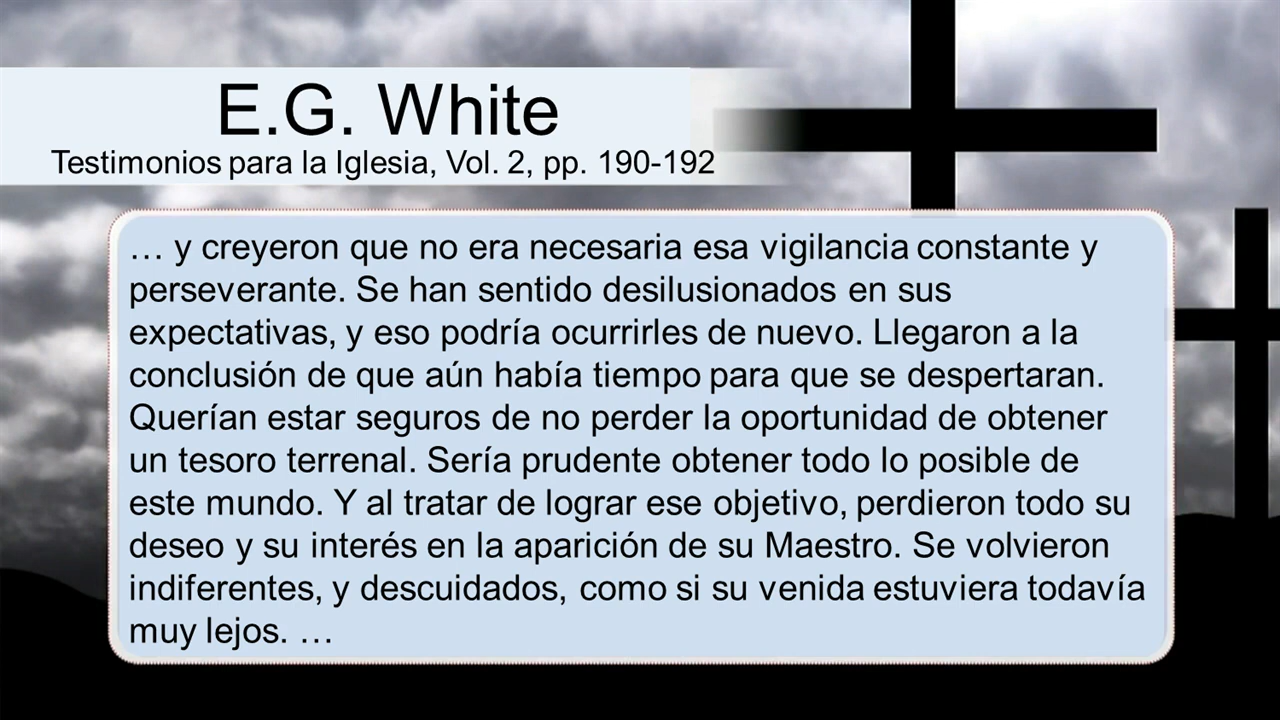 E.G. White
Testimonios para la Iglesia, Vol. 2, pp. 190-192
… y creyeron que no era necesaria esa vigilancia constante y
perseverante. Se han sentido desilusionados en sus
expectativas, y eso podría ocurrirles de nuevo. Llegaron a la
conclusión de que aún había tiempo para que se despertaran.
Querían estar seguros de no perder la oportunidad de obtener
un tesoro terrenal. Sería prudente obtener todo lo posible de
este mundo. Y al tratar de lograr ese objetivo, perdieron todo su
deseo y su interés en la aparición de su Maestro. Se volvieron
indiferentes, y descuidados, como si su venida estuviera todavía
muy lejos. …